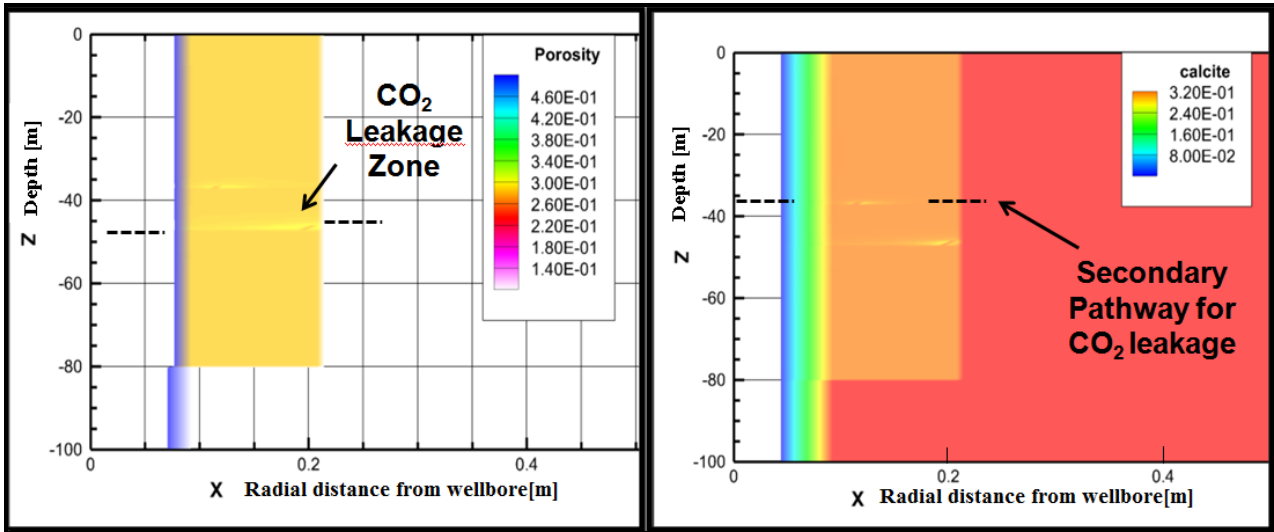 Porosity
4.60E-01
4.20E-01
3.80E-01
3.40E-01
3.00E-01
2.60E-01
2.20E-01
1.80E-01
1.40E-01
CO2
Leakage
Zone
0
-20
-40
-60
-80
-100
Z Depth [m]
0
0.2
0.4
X Radial distance from wellbore[m]
calcite
3.20E-01
2.40E-01
1.60E-01
8.00E-02
Secondary
Pathway for
CO2 leakage
0
-20
-40
-60
-80
-100
Z Depth [m]
0
0.2
0.4
X Radial distance from wellbore[m]